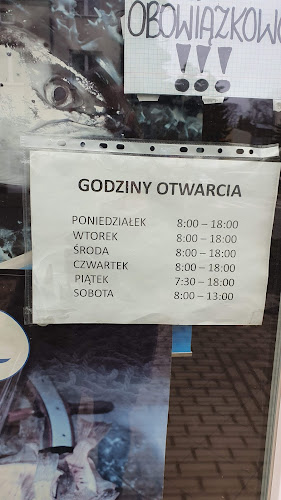 OBOWIĄZKOWO
!!!
GODZINY OTWARCIA
PONIEDZIAŁEK 8:00 – 18:00
WTOREK 8:00 – 18:00
ŚRODA 8:00 – 18:00
CZWARTEK 8:00 – 18:00
PIĄTEK 7:30 – 18:00
SOBOTA 8:00 – 13:00